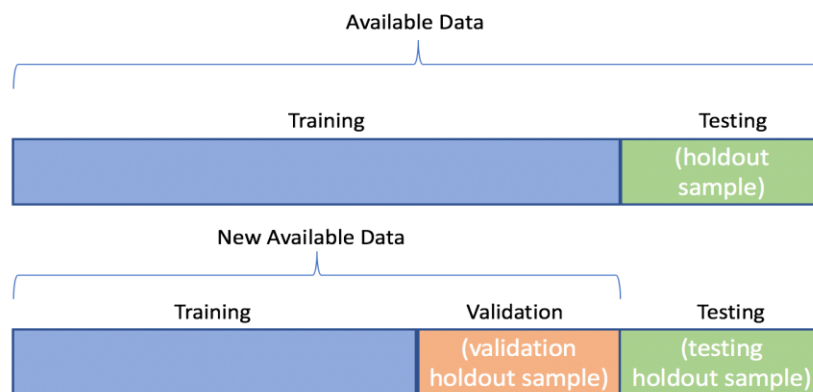 Available Data
Training
Testing
(holdout
sample)
New Available Data
Training
Validation
Testing
(validation
holdout sample)
(testing
holdout sample)